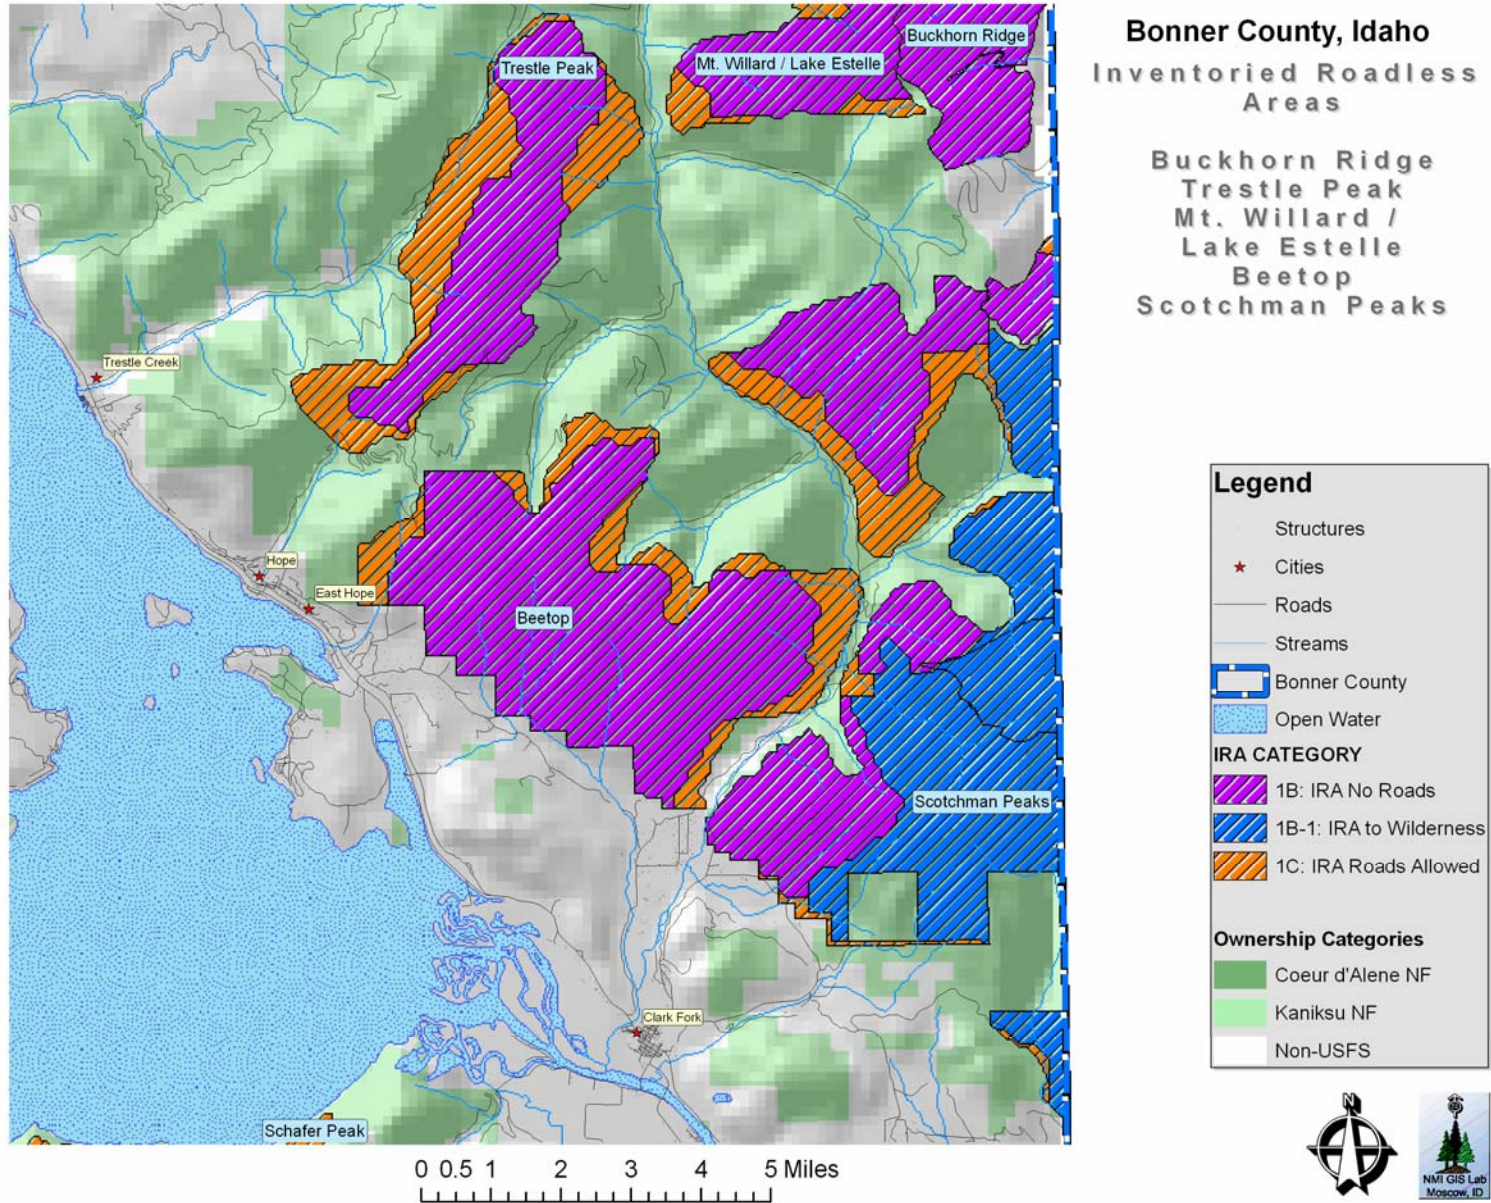 Bonner County, Idaho
Inventoried Roadless
Areas
Buckhorn Ridge
Trestle Peak
Mt. Willard /
Lake Estelle
Beetop
Scotchman Peaks
Buckhorn Ridge
Mt. Willard / Lake Estelle
Trestle Peak
Trestle Creek
Hope
East Hope
Beetop
Scotchman Peaks
Clark Fork
Schafer Peak
Legend
Structures
Cities
Roads
Streams
Bonner County
Open Water
IRA CATEGORY
1B: IRA No Roads
1B-1: IRA to Wilderness
1C: IRA Roads Allowed
Ownership Categories
Coeur d'Alene NF
Kaniksu NF
Non-USFS
N
NMI GIS Lab
Moscow, ID
0 0.5 1 2 3 4 5 Miles